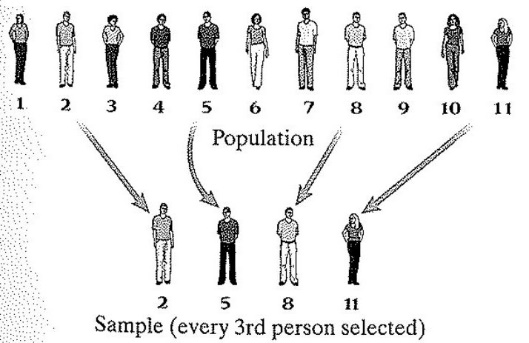 1 2 3 4 5 6 7 8 9 10 11
Population
2 5 8 11
Sample (every 3rd person selected)